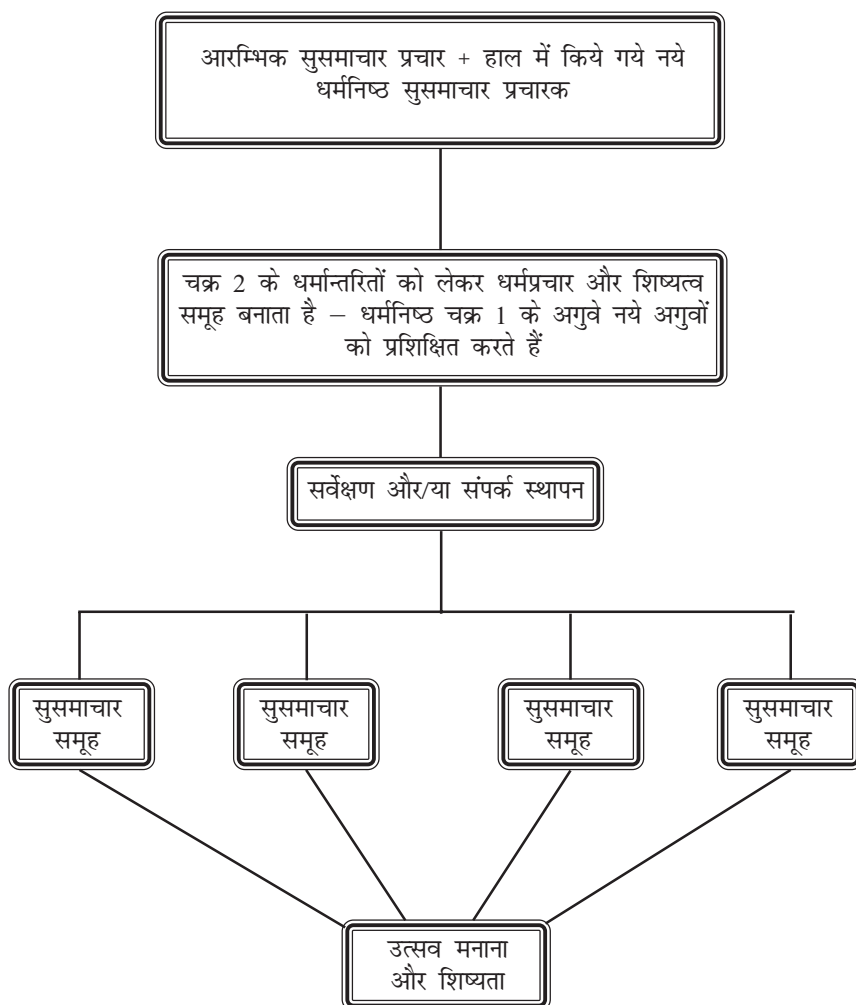 आरम्भिक सुसमाचार प्रचार + हाल में किये गये नये
धर्मनिष्ठ सुसमाचार प्रचारक
चक्र 2 के धर्मान्तरितों को लेकर धर्मप्रचार और शिष्यत्व
समूह बनाता है – धर्मनिष्ठ चक्र 1 के अगुवे नये अगुवों
को प्रशिक्षित करते हैं
सर्वेक्षण और/या संपर्क स्थापन
सुसमाचार
समूह
सुसमाचार
समूह
सुसमाचार
समूह
सुसमाचार
समूह
उत्सव मनाना
और शिष्यता